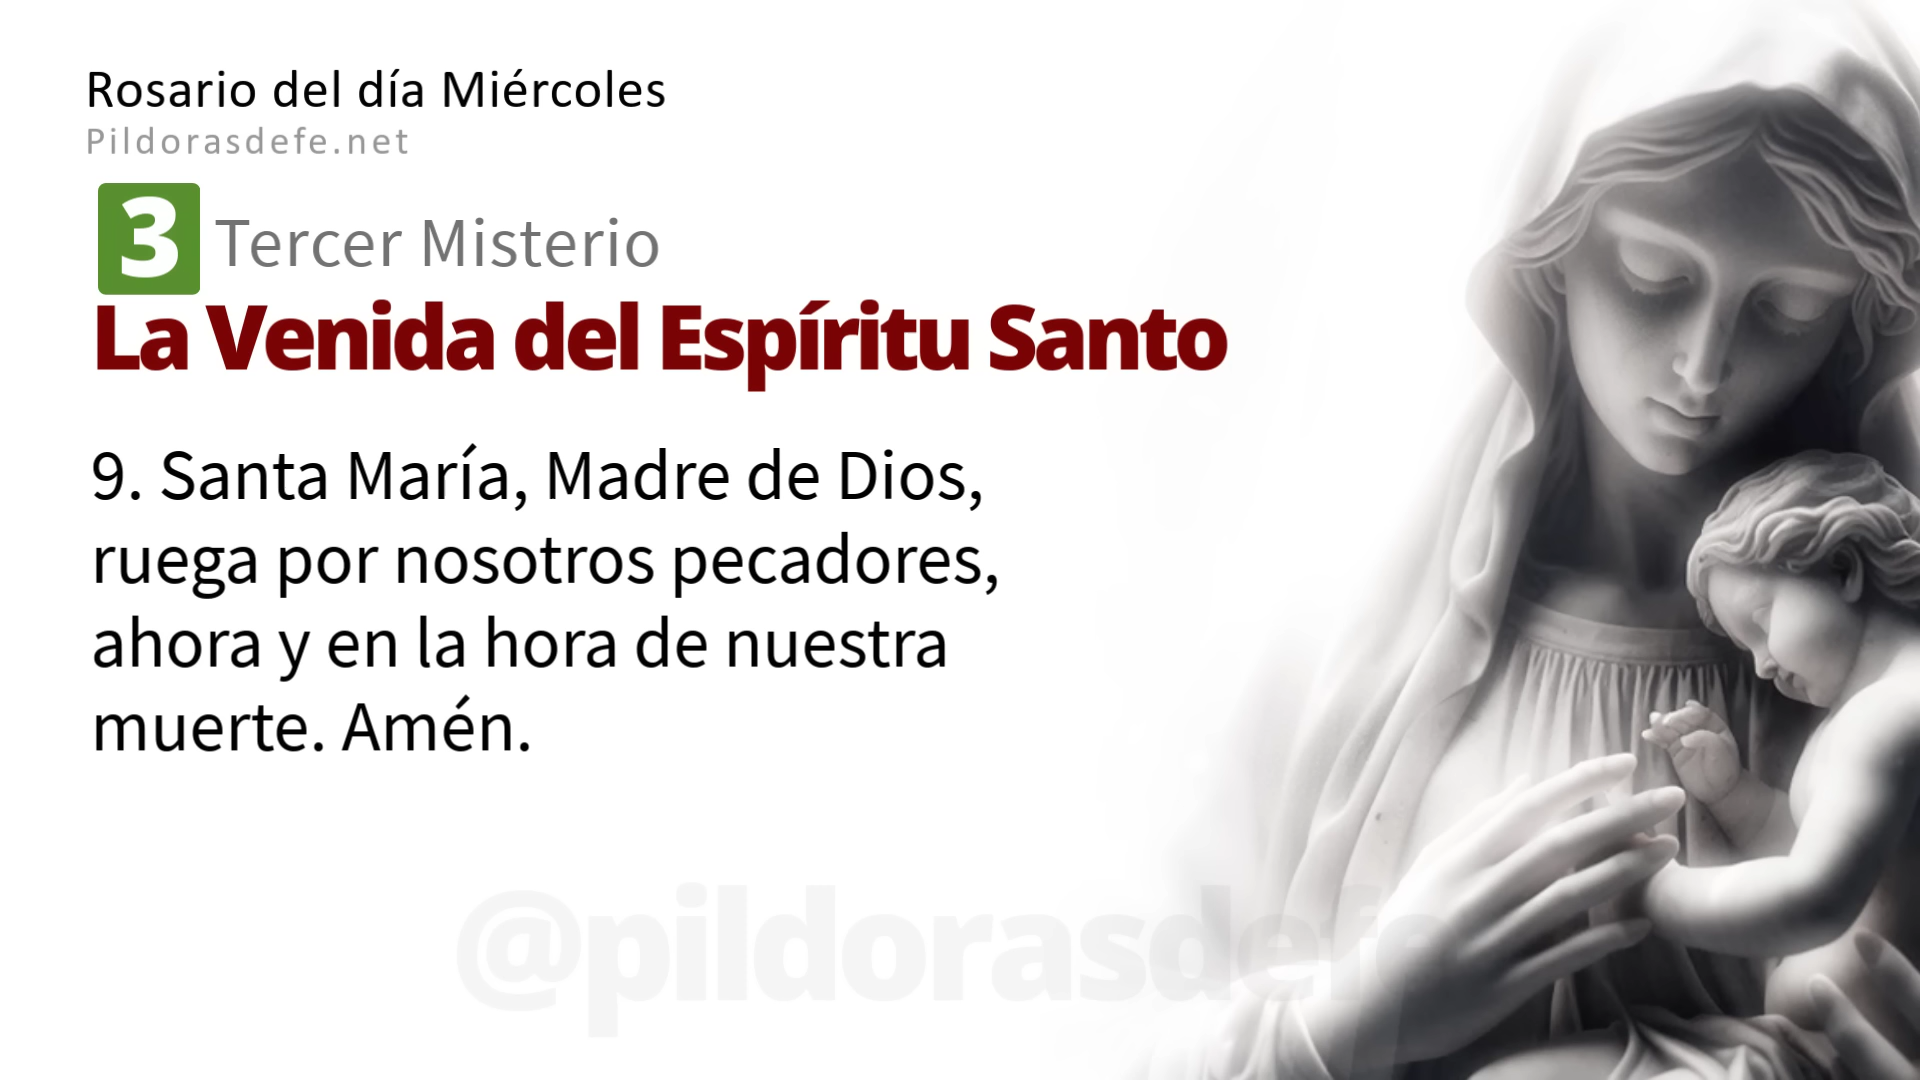 Rosario del día Miércoles
Pildorasdefe.net
3 Tercer Misterio
La Venida del Espíritu Santo
9. Santa María, Madre de Dios,
ruega por nosotros pecadores,
ahora y en la hora de nuestra
muerte. Amén.
@pildorasdefe